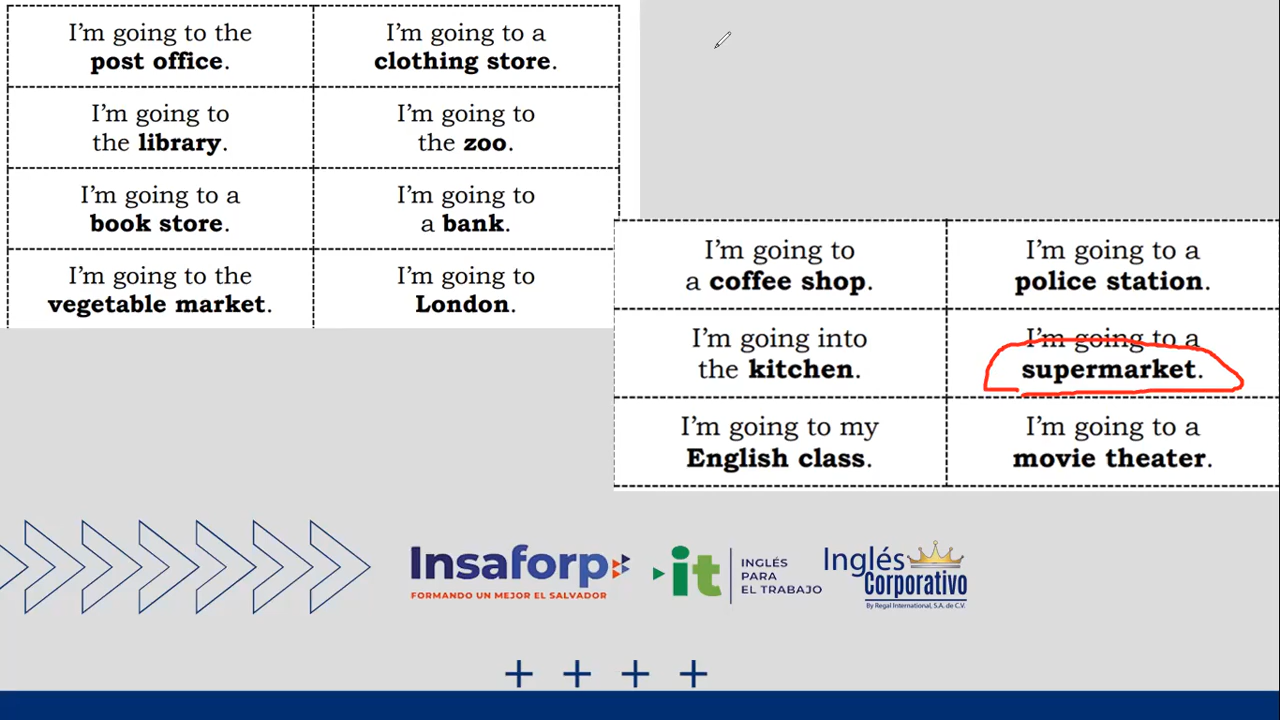 I'm going to the
post office.
I'm going to a
clothing store.
I'm going to
the library.
I'm going to
the zoo.
I'm going to a
book store.
I'm going to
a bank.
I'm going to the
vegetable market.
I'm going to
London.
I'm going to
a coffee shop.
I'm going to a
police station.
I'm going into
the kitchen.
I'm going to a
supermarket.
I'm going to my
English class.
I'm going to a
movie theater.
Insaforp
FORMANDO UN MEJOR EL SALVADOR
it
INGLÉS
PARA
EL TRABAJO
Inglés
Corporativo
By Regal International, S.A. de C.V.